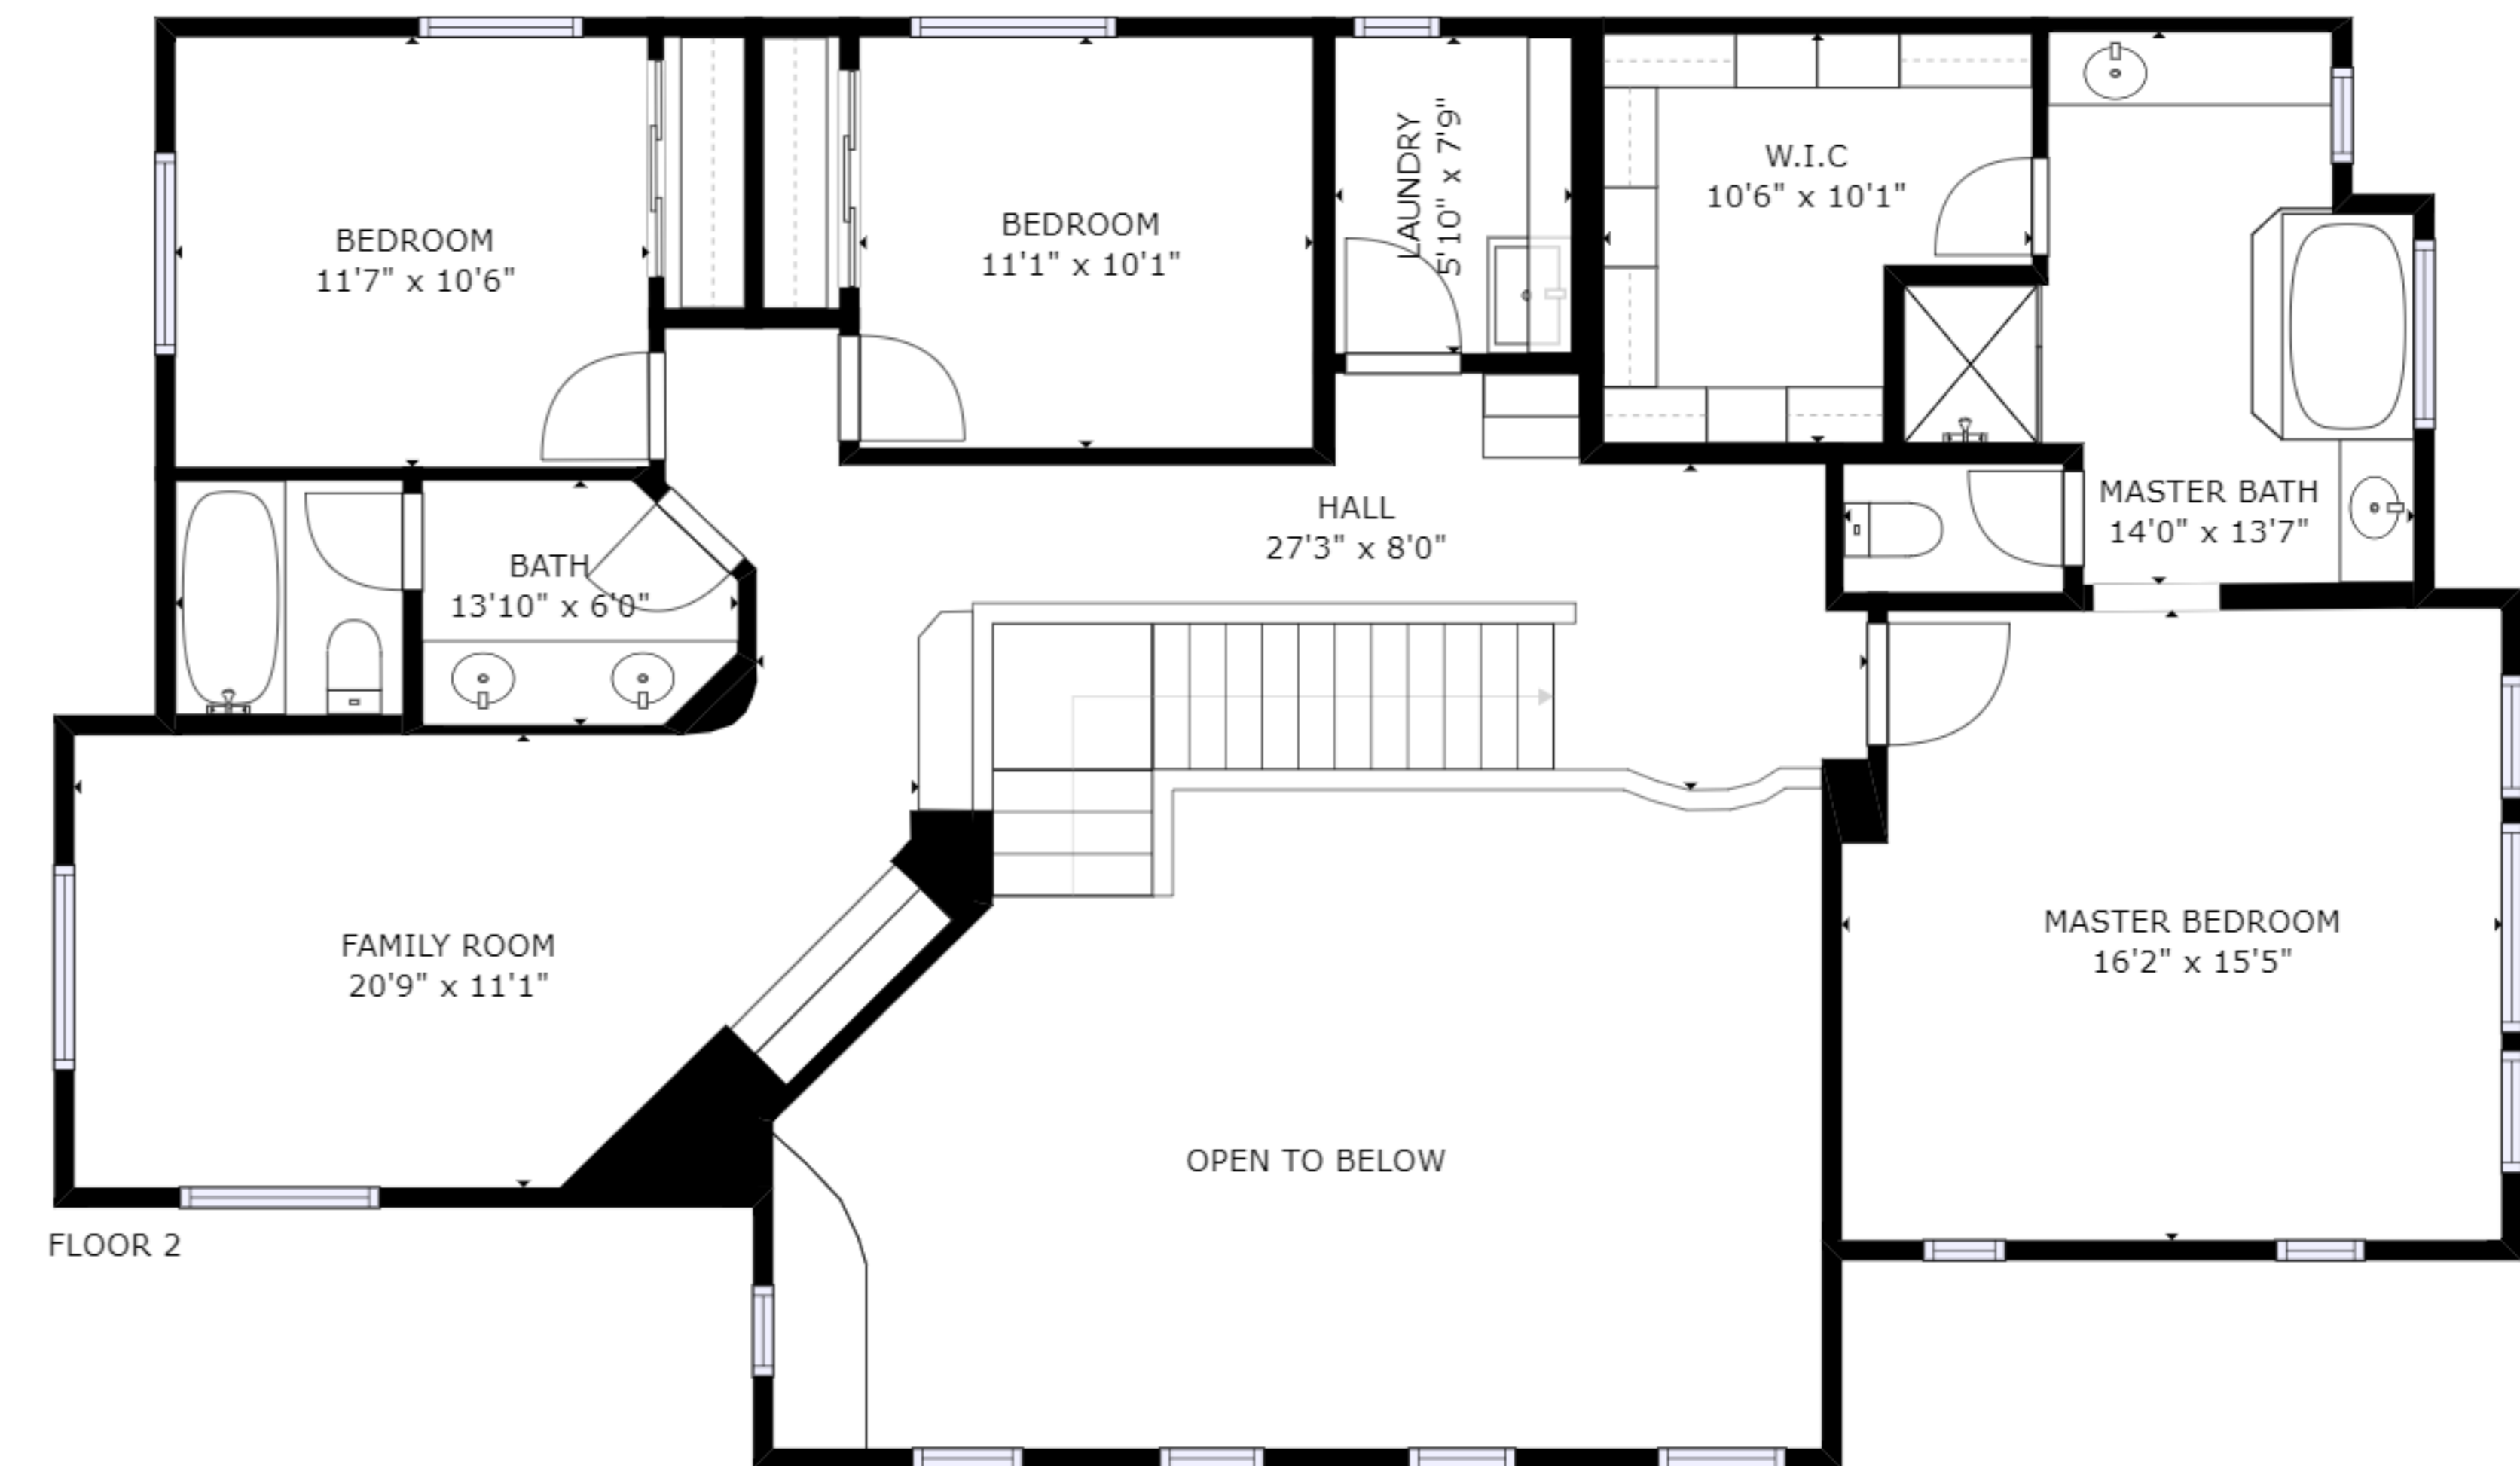 BEDROOM
11'7" x 10'6"
BEDROOM
11'1" x 10'1"
LAUNDRY
5'10" x 7'9"
W.I.C
10'6" x 10'1"
BATH
13'10" x 6'0"
HALL
27'3" x 8'0"
MASTER BATH
14'0" x 13'7"
FAMILY ROOM
20'9" x 11'1"
MASTER BEDROOM
16'2" x 15'5"
OPEN TO BELOW
FLOOR 2